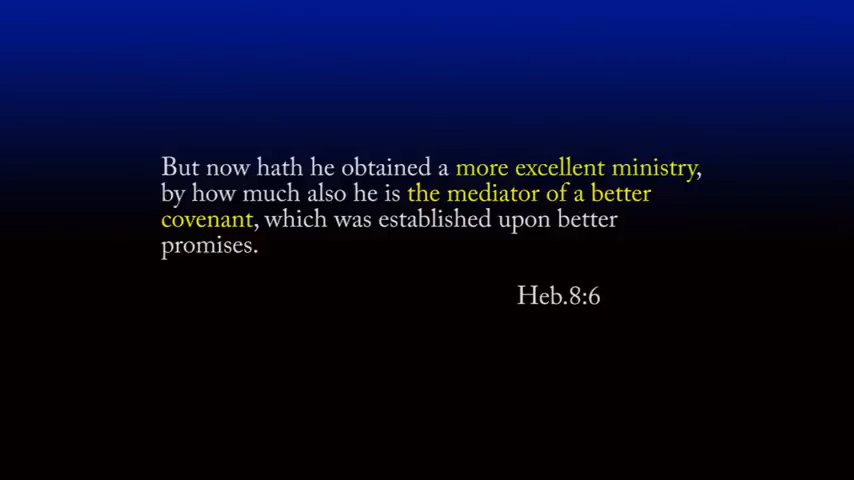 But now hath he obtained a more excellent ministry,
by how much also he is the mediator of a better
covenant, which was established upon better
promises.
Heb.8:6